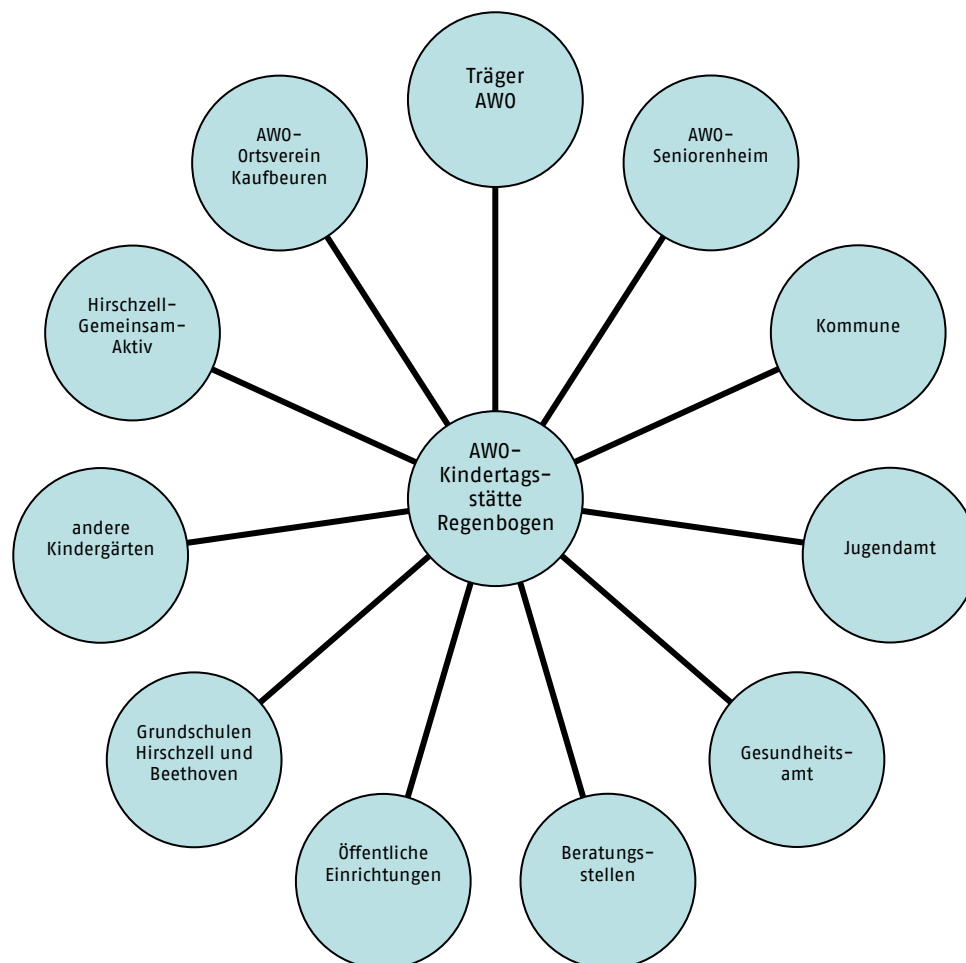 Träger
AWO
AWO-
Seniorenheim
Kommune
Jugendamt
Gesundheits-
amt
Beratungs-
stellen
Öffentliche
Einrichtungen
Grundschulen
Hirschzell und
Beethoven
andere
Kindergärten
Hirschzell-
Gemeinsam-
Aktiv
AWO-
Ortsverein
Kaufbeuren
AWO-
Kindertags-
stätte
Regenbogen